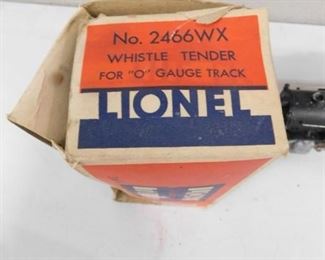 No. 2466WX
WHISTLE TENDER
FOR "O" GAUGE TRACK
LIONEL